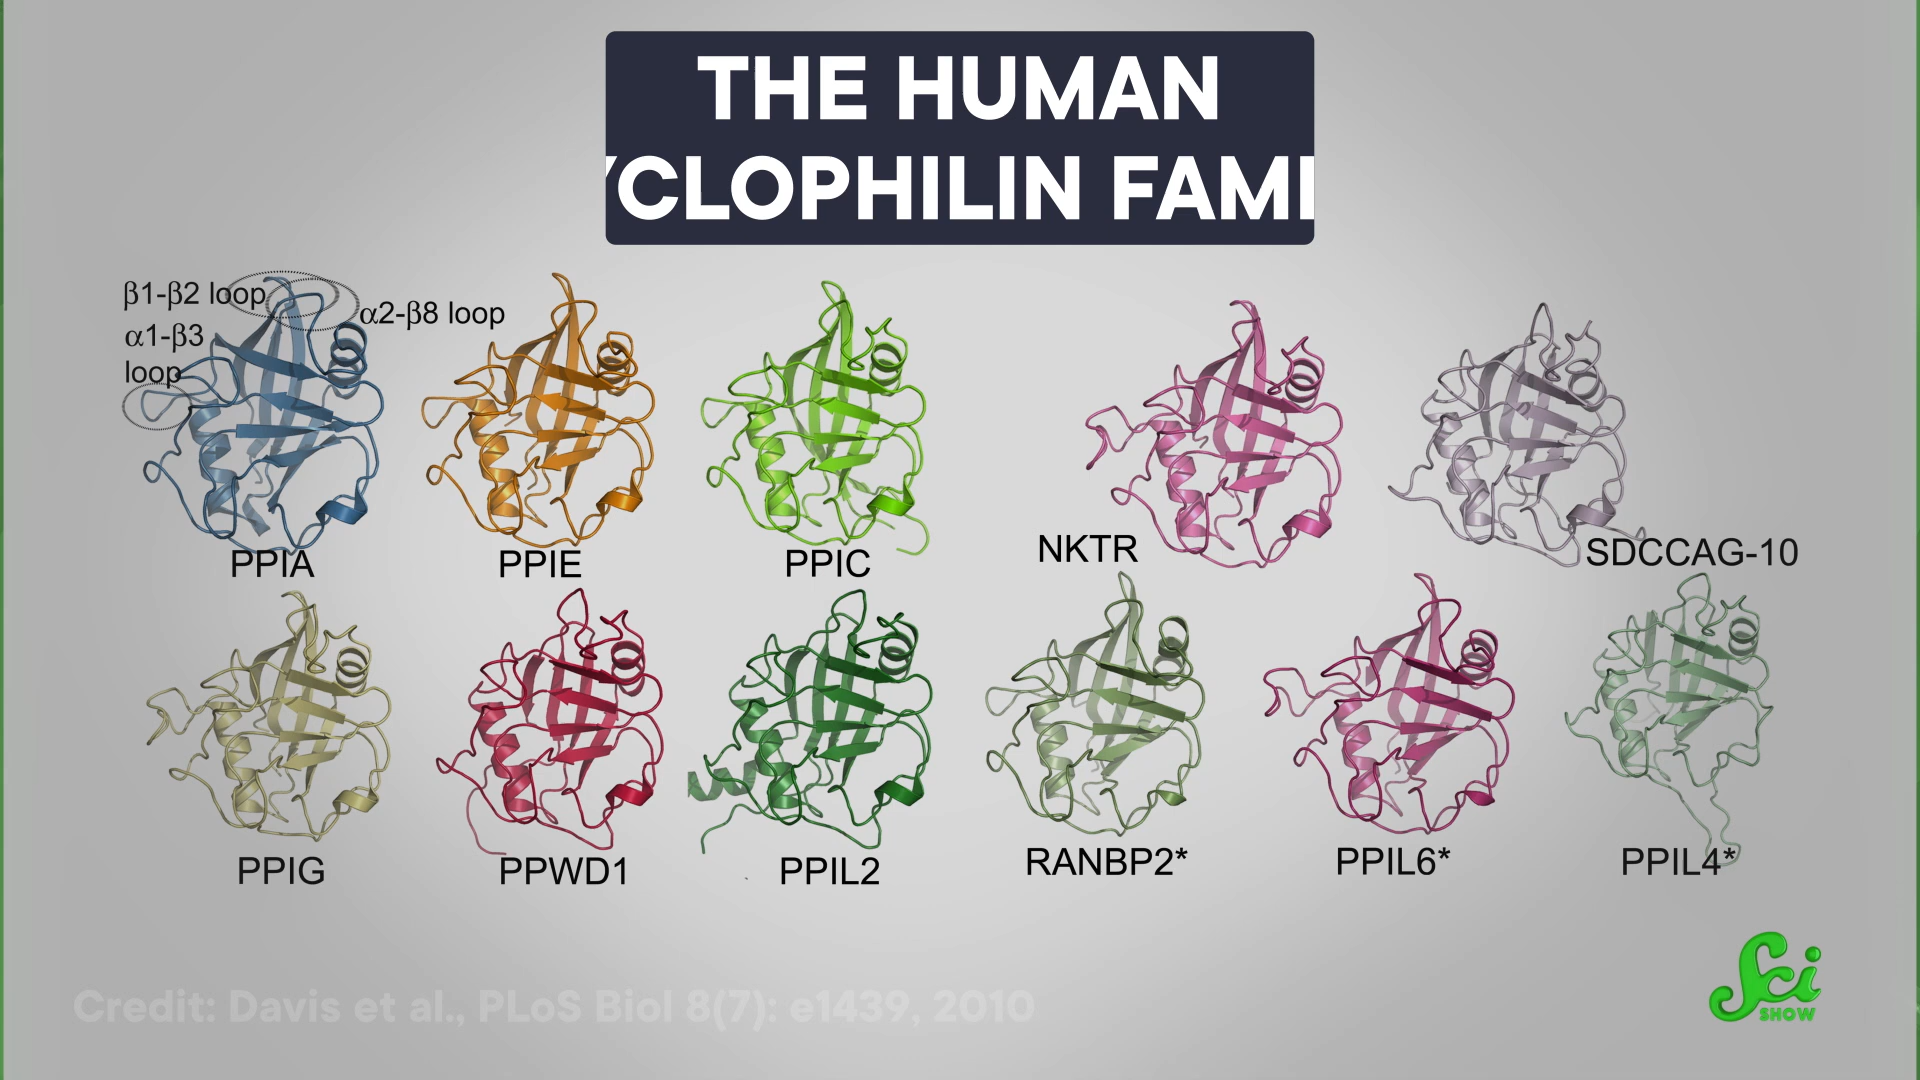 THE HUMAN
YCLOPHILIN FAMI
β1-β2 loop
α2-β8 loop
α1-β3
loop
PPIA
PPIE
PPIC
NKTR
SDCCAG-10
PPIG
PPWD1
PPIL2
RANBP2*
PPIL6*
PPIL4*
Credit: Davis et al., PLoS Biol 8(7): e1439, 2010
Sci
SHOW